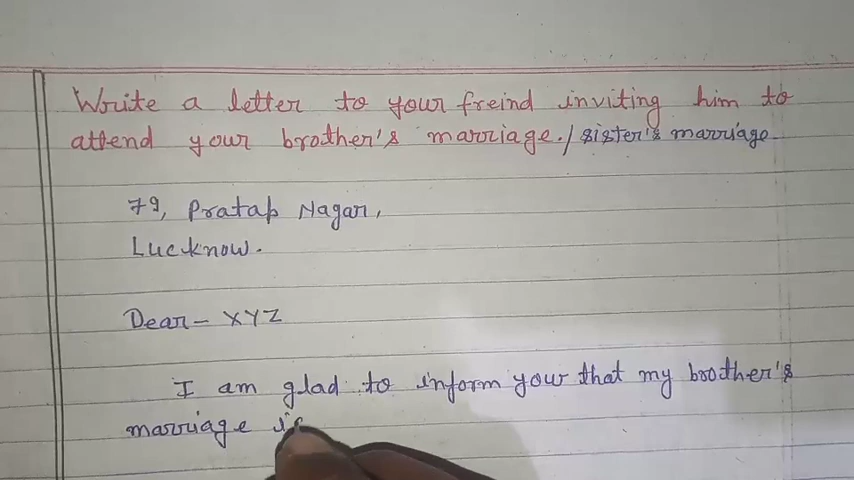 Write a letter to your freind inviting him to
attend your brother's marriage./sister's marriage
79, Pratap Nagar,
Lucknow.
Dear - XYZ
I am glad to inform your that my brother's
marriage is